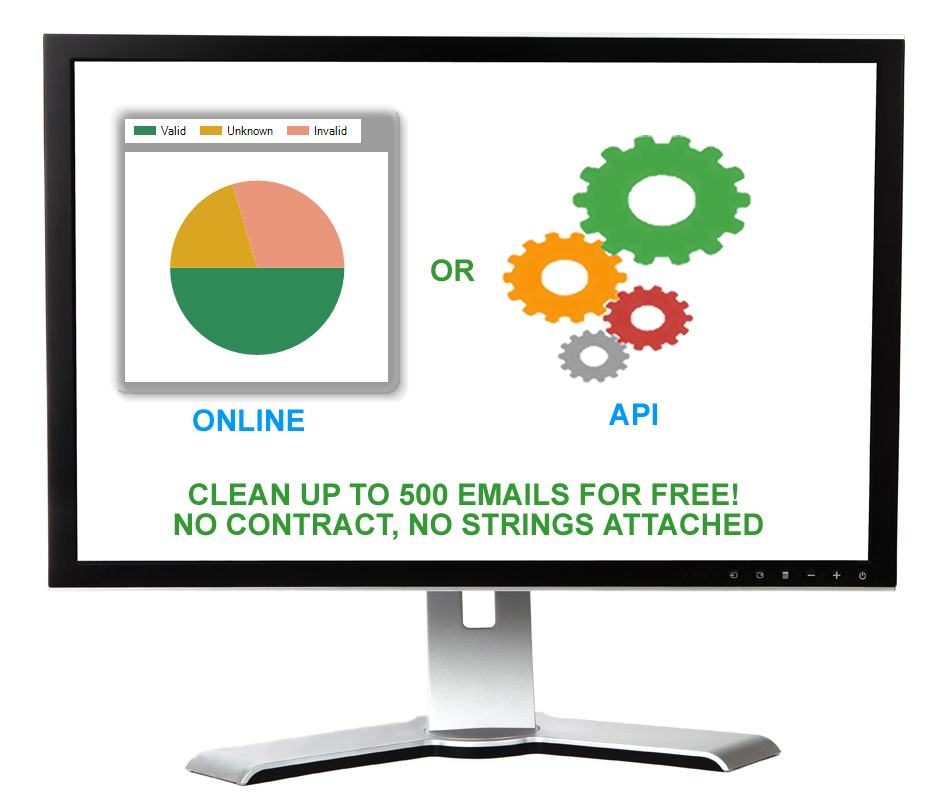 Valid Unknown Invalid
OR
ONLINE
API
CLEAN UP TO 500 EMAILS FOR FREE!
NO CONTRACT, NO STRINGS ATTACHED